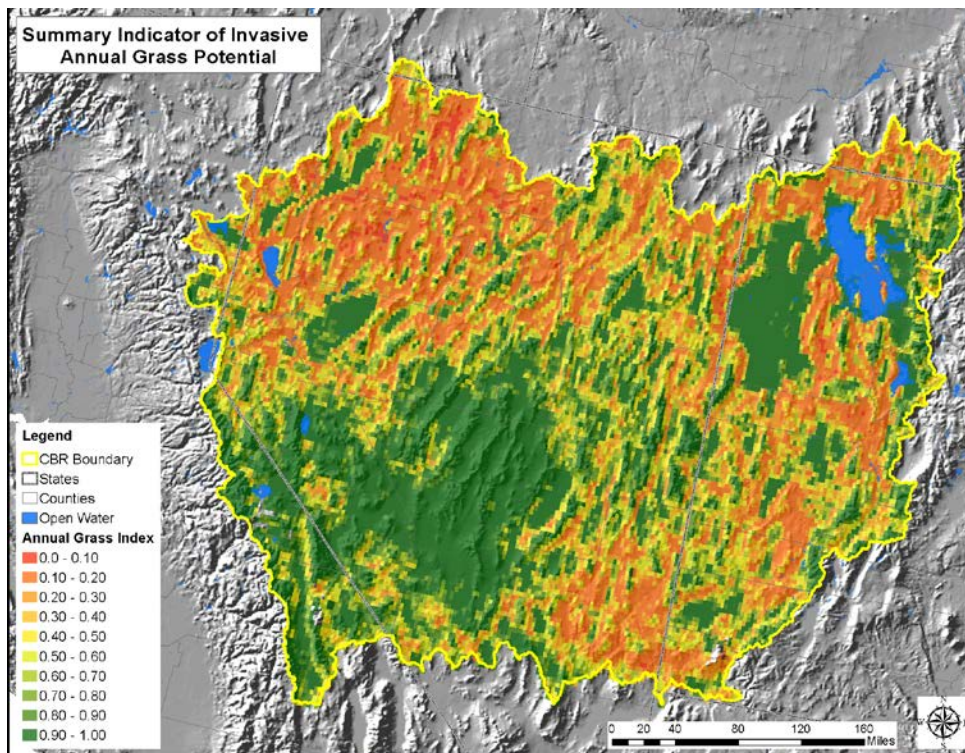 Summary Indicator of Invasive
Annual Grass Potential
Legend
CBR Boundary
States
Counties
Open Water
Annual Grass Index
0.0 - 0.10
0.10 - 0.20
0.20 - 0.30
0.30 - 0.40
0.40 - 0.50
0.50 - 0.60
0.60 - 0.70
0.70 - 0.80
0.80 - 0.90
0.90 - 1.00
0 20 40 80 120 160
Miles